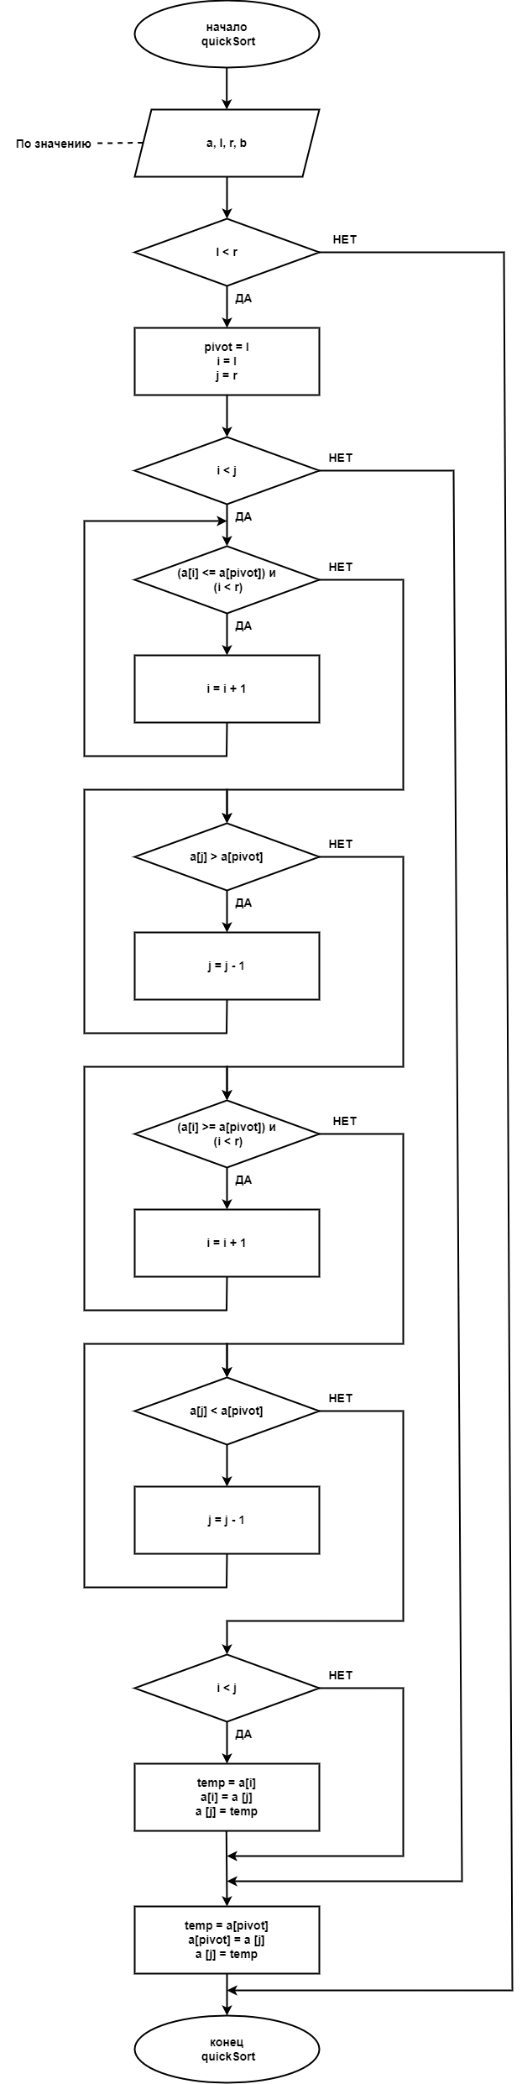 начало
quickSort
По значению
a, l, r, b
l < r
НЕТ
ДА
pivot = l
i = l
j = r
i < j
НЕТ
ДА
(a[i] <= a[pivot]) и
(i < r)
НЕТ
ДА
i = i + 1
a[j] > a[pivot]
НЕТ
ДА
j = j - 1
(a[i] >= a[pivot]) и
(i < r)
НЕТ
ДА
i = i + 1
a[j] < a[pivot]
НЕТ
j = j - 1
i < j
НЕТ
ДА
temp = a[i]
a[i] = a [j]
a [j] = temp
temp = a[pivot]
a[pivot] = a [j]
a [j] = temp
конец
quickSort